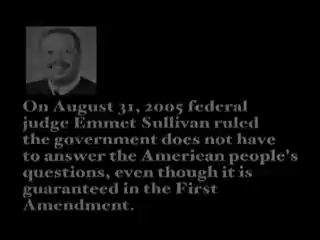 On August 31, 2005 federal
judge Emmet Sullivan ruled
the government does not have
to answer the American people's
questions, even though it is
guaranteed in the First
Amendment.